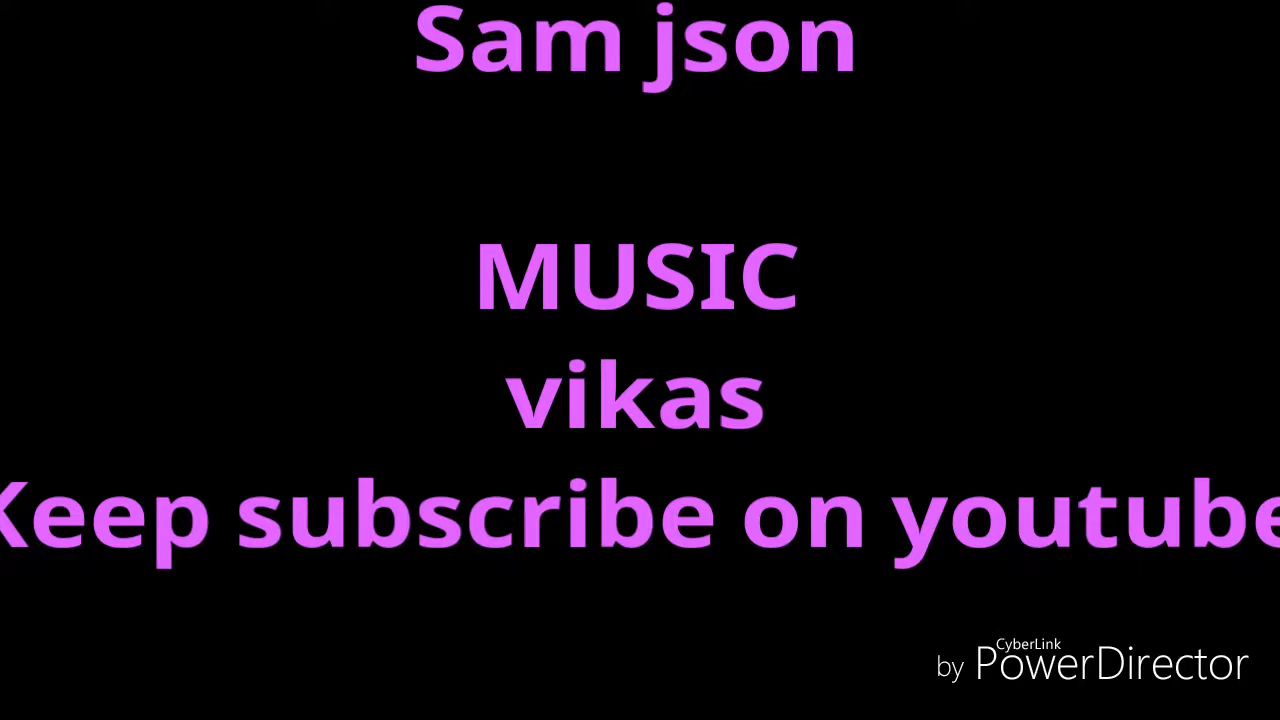 Sam json
MUSIC
vikas
Keep subscribe on youtube
CyberLink
by PowerDirector